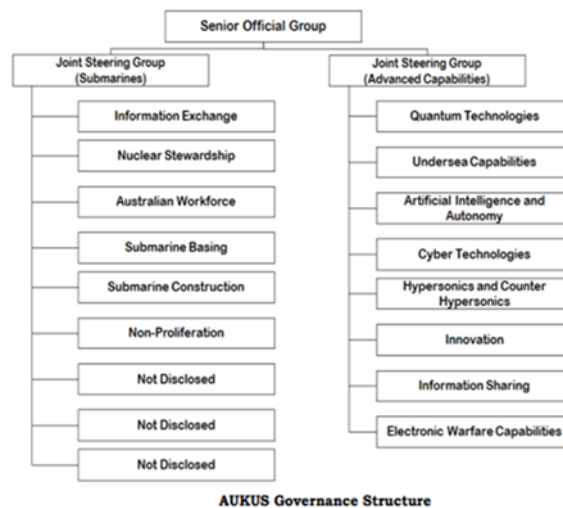 Senior Official Group
Joint Steering Group
(Submarines)
Joint Steering Group
(Advanced Capabilities)
Information Exchange
Nuclear Stewardship
Australian Workforce
Submarine Basing
Submarine Construction
Non-Proliferation
Not Disclosed
Not Disclosed
Not Disclosed
Quantum Technologies
Undersea Capabilities
Artificial Intelligence and
Autonomy
Cyber Technologies
Hypersonics and Counter
Hypersonics
Innovation
Information Sharing
Electronic Warfare Capabilities
AUKUS Governance Structure